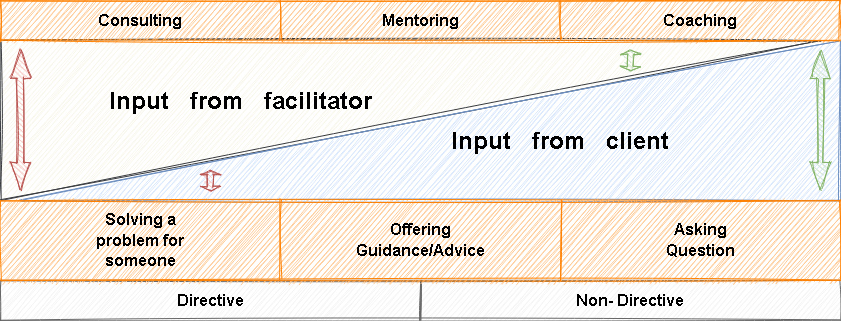 Consulting
Mentoring
Coaching
Input from facilitator
Input from client
Solving a
problem for
someone
Offering
Guidance/Advice
Asking
Question
Directive
Non- Directive